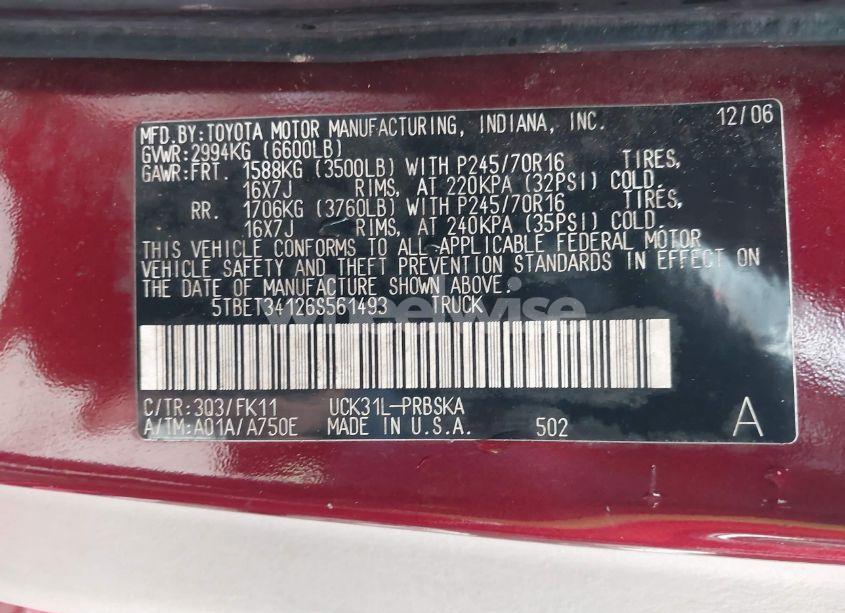 MFD.BY:TOYOTA MOTOR MANUFACTURING, INDIANA, INC. 12/06
GVWR:2994KG (6600LB)
GAWR:FRT. 1588KG (3500LB) WITH P245/70R16 TIRES,
16X7J RIMS, AT 220KPA (32PSI) COLD.
RR. 1706KG (3760LB) WITH P245/70R16 TIRES,
16X7J RIMS, AT 240KPA (35PSI) COLD.
THIS VEHICLE CONFORMS TO ALL APPLICABLE FEDERAL MOTOR
VEHICLE SAFETY AND THEFT PREVENTION STANDARDS IN EFFECT ON
THE DATE OF MANUFACTURE SHOWN ABOVE.
5TBET34126S561493 TRUCK
wheelwise
C/TR:3Q3/FK11 UCK31L-PRBSKA
A/TM:A01A/A750E MADE IN U.S.A. 502 A